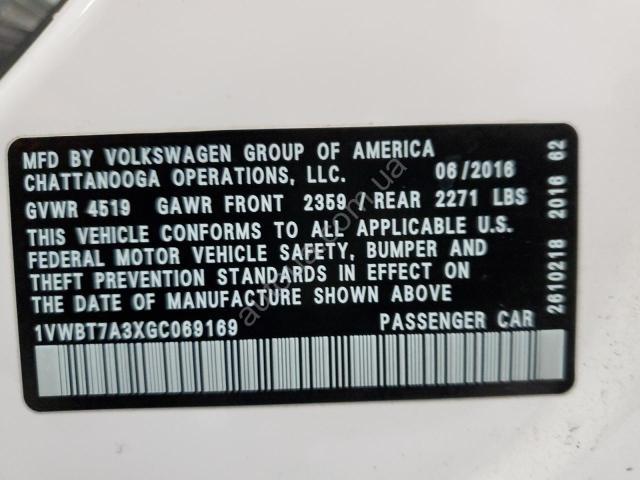 MFD BY VOLKSWAGEN GROUP OF AMERICA
CHATTANOOGA OPERATIONS, LLC. 06/2016
GVWR 4519 GAWR FRONT 2359 / REAR 2271 LBS
THIS VEHICLE CONFORMS TO ALL APPLICABLE U.S.
FEDERAL MOTOR VEHICLE SAFETY, BUMPER AND
THEFT PREVENTION STANDARDS IN EFFECT ON
THE DATE OF MANUFACTURE SHOWN ABOVE
1VWBT7A3XGC069169 PASSENGER CAR
2610218 2016 62